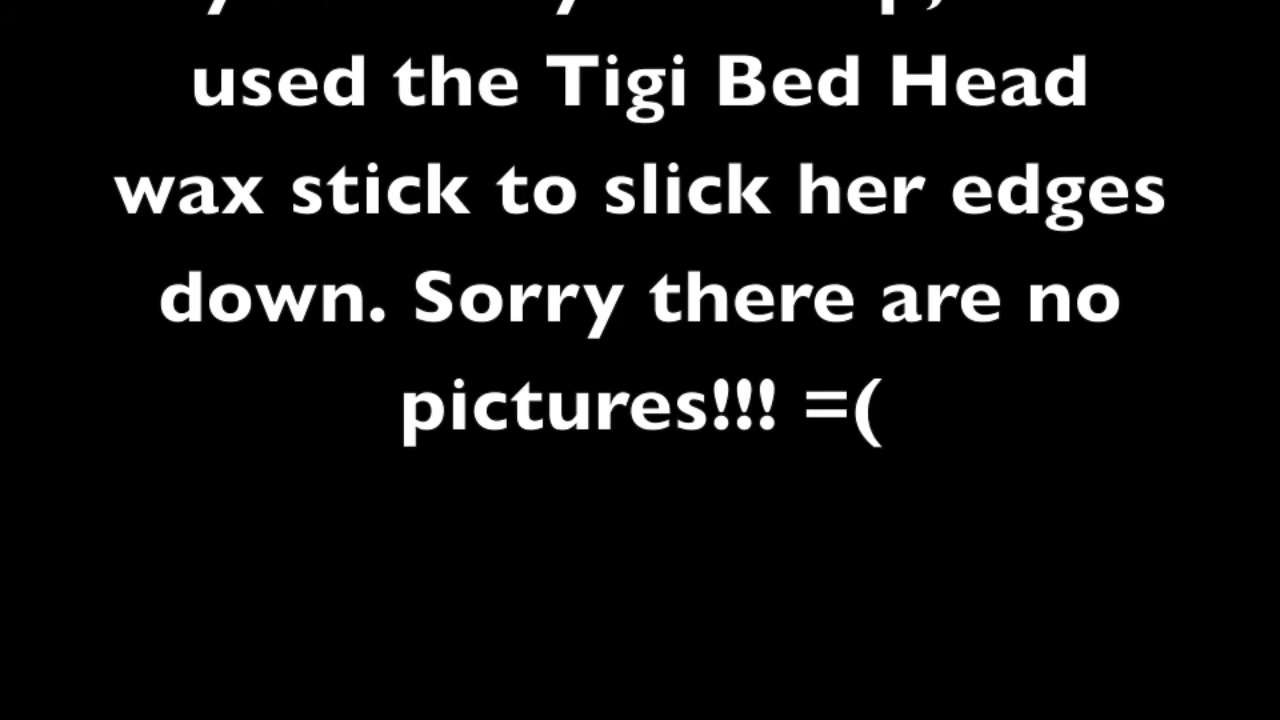 used the Tigi Bed Head
wax stick to slick her edges
down. Sorry there are no
pictures!!! =(